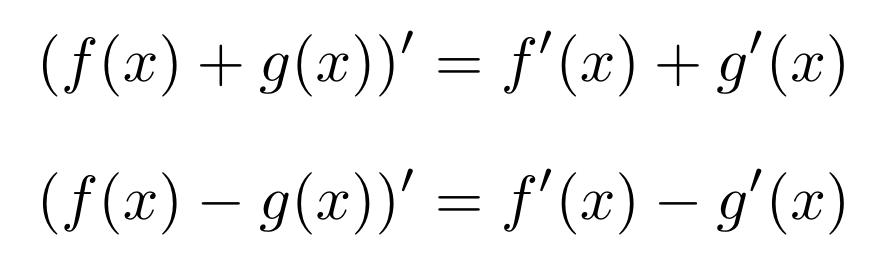 (f(x) + g(x))′ = f′(x) + g′(x)
(f(x) − g(x))′ = f′(x) − g′(x)